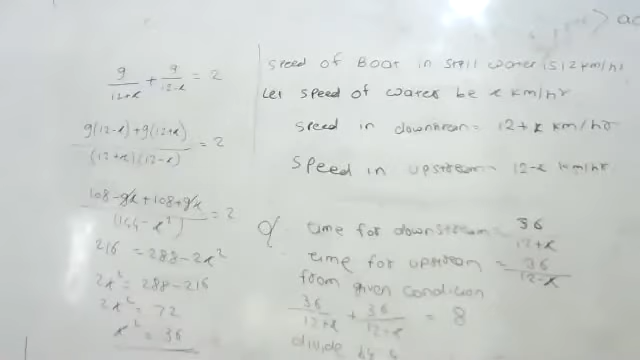 speed of Boat in still water is 12 km/hr
Let speed of water be x km/hr
speed in downstrean = 12+x km/hr
speed in upstream = 12-x km/hr
time for downstream = 36/12+x
time for upstream = 36/12-x
from given condition
36/12+x + 36/12-x = 8
divide by
9/12+x + 9/12-x = 2
9(12-x)+9(12+x)/(12+x)(12-x) = 2
108-9x+108+9x/(144-x²) = 2
216 = 288-2x²
2x² = 288-216
2x² = 72
x² = 36